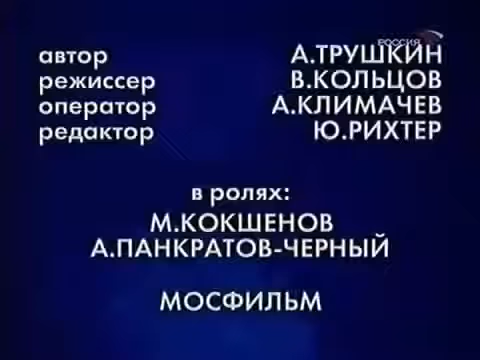 РОССИЯ
автор А.ТРУШКИН
режиссер В.КОЛЬЦОВ
оператор А.КЛИМАЧЕВ
редактор Ю.РИХТЕР
в ролях:
М.КОКШЕНОВ
А.ПАНКРАТОВ-ЧЕРНЫЙ
МОСФИЛЬМ